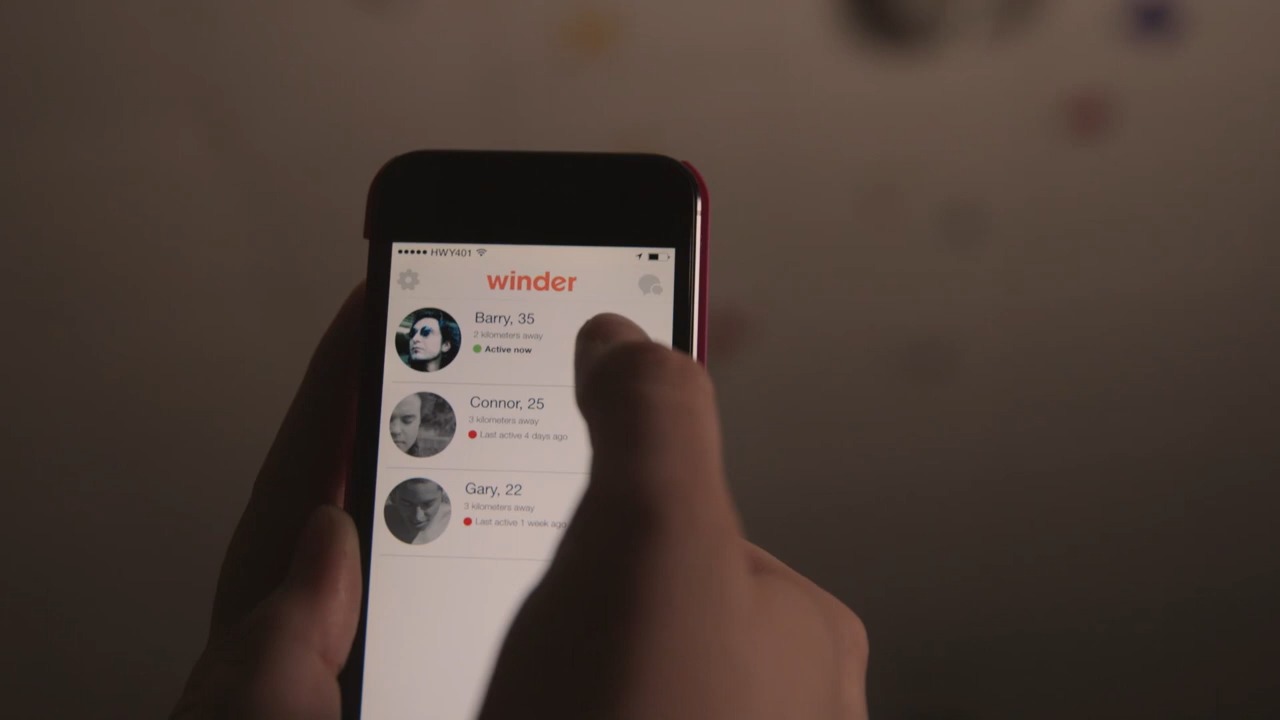 HWY401
winder
Barry, 35
2 kilometers away
Active now
Connor, 25
3 kilometers away
Last active 4 days ago
Gary, 22
3 kilometers away
Last active 1 week ago